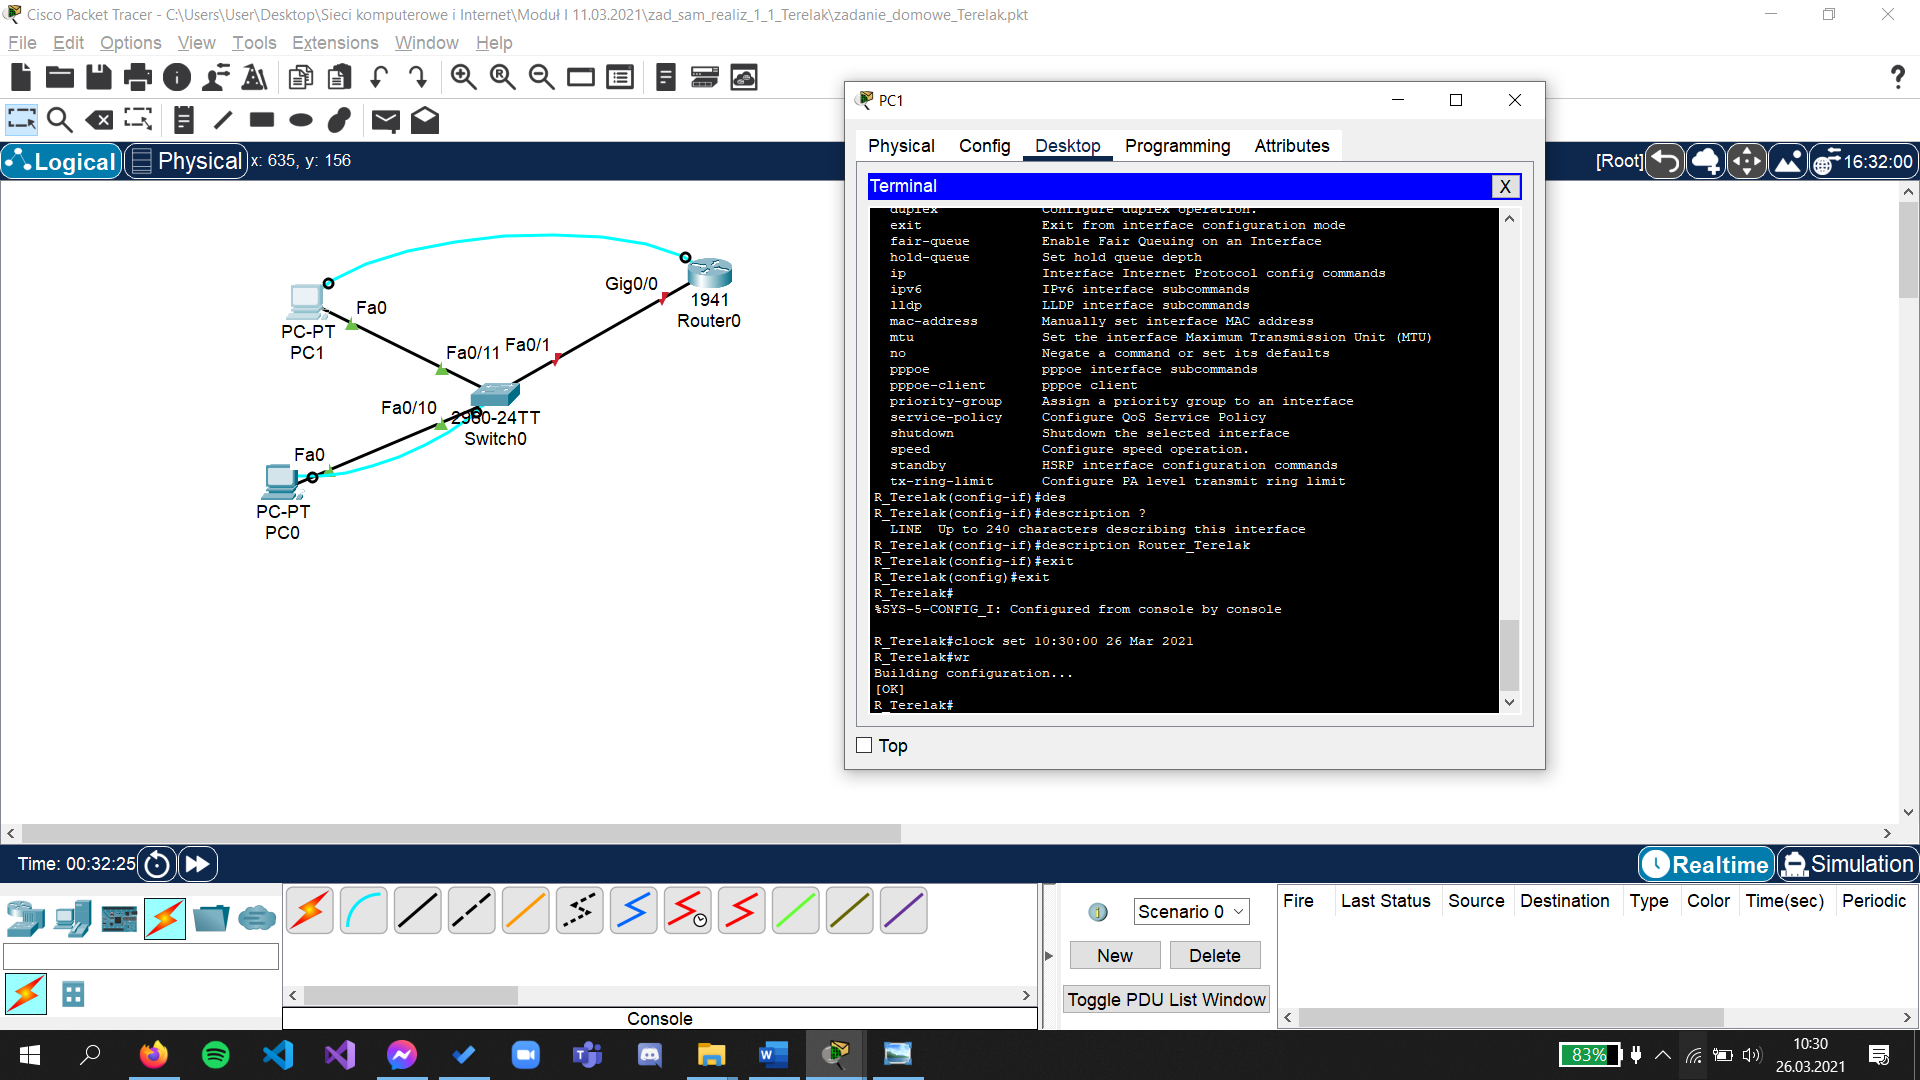 Cisco Packet Tracer - C:\Users\User\Desktop\Sieci komputerowe i Internet\Moduł I 11.03.2021\zad_sam_realiz_1_1_Terelak\zadanie_domowe_Terelak.pkt
File Edit Options View Tools Extensions Window Help
Logical Physical x: 635, y: 156
[Root] 16:32:00
Gig0/0
1941
Router0
Fa0
PC-PT
PC1
Fa0/11 Fa0/1
Fa0/10
2960-24TT
Switch0
Fa0
PC-PT
PC0
PC1
Physical Config Desktop Programming Attributes
Terminal X
duplex Configure duplex operation.
exit Exit from interface configuration mode
fair-queue Enable Fair Queuing on an Interface
hold-queue Set hold queue depth
ip Interface Internet Protocol config commands
ipv6 IPv6 interface subcommands
lldp LLDP interface subcommands
mac-address Manually set interface MAC address
mtu Set the interface Maximum Transmission Unit (MTU)
no Negate a command or set its defaults
pppoe pppoe interface subcommands
pppoe-client pppoe client
priority-group Assign a priority group to an interface
service-policy Configure QoS Service Policy
shutdown Shutdown the selected interface
speed Configure speed operation.
standby HSRP interface configuration commands
tx-ring-limit Configure PA level transmit ring limit
R_Terelak(config-if)#des
R_Terelak(config-if)#description ?
LINE Up to 240 characters describing this interface
R_Terelak(config-if)#description Router_Terelak
R_Terelak(config-if)#exit
R_Terelak(config)#exit
R_Terelak#
%SYS-5-CONFIG_I: Configured from console by console
R_Terelak#clock set 10:30:00 26 Mar 2021
R_Terelak#wr
Building configuration...
[OK]
R_Terelak#
Top
Time: 00:32:25
Realtime Simulation
Console
Scenario 0
New Delete
Toggle PDU List Window
Fire Last Status Source Destination Type Color Time(sec) Periodic
83%
10:30
26.03.2021